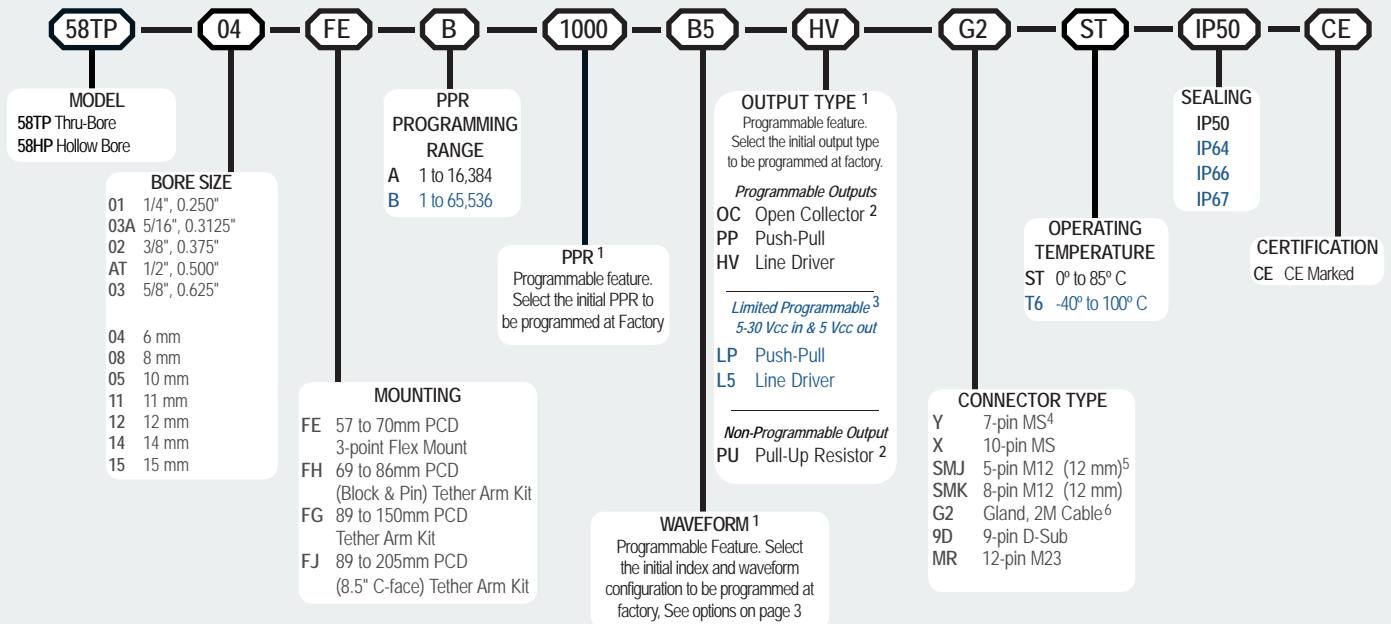 58TP 04 FE B 1000 B5 HV G2 ST IP50 CE
MODEL
58TP Thru-Bore
58HP Hollow Bore
BORE SIZE
01 1/4", 0.250"
03A 5/16", 0.3125"
02 3/8", 0.375"
AT 1/2", 0.500"
03 5/8", 0.625"
04 6 mm
08 8 mm
05 10 mm
11 11 mm
12 12 mm
14 14 mm
15 15 mm
MOUNTING
FE 57 to 70mm PCD
3-point Flex Mount
FH 69 to 86mm PCD
(Block & Pin) Tether Arm Kit
FG 89 to 150mm PCD
Tether Arm Kit
FJ 89 to 205mm PCD
(8.5" C-face) Tether Arm Kit
PPR
PROGRAMMING
RANGE
A 1 to 16,384
B 1 to 65,536
PPR 1
Programmable feature.
Select the initial PPR to
be programmed at Factory
WAVEFORM 1
Programmable Feature. Select
the initial index and waveform
configuration to be programmed at
factory, See options on page 3
OUTPUT TYPE 1
Programmable feature.
Select the initial output type
to be programmed at factory.
Programmable Outputs
OC Open Collector 2
PP Push-Pull
HV Line Driver
Limited Programmable 3
5-30 Vcc in & 5 Vcc out
LP Push-Pull
L5 Line Driver
Non-Programmable Output
PU Pull-Up Resistor 2
CONNECTOR TYPE
Y 7-pin MS4
X 10-pin MS
SMJ 5-pin M12 (12 mm)5
SMK 8-pin M12 (12 mm)
G2 Gland, 2M Cable6
9D 9-pin D-Sub
MR 12-pin M23
OPERATING
TEMPERATURE
ST 0º to 85º C
T6 -40º to 100º C
SEALING
IP50
IP64
IP66
IP67
CERTIFICATION
CE CE Marked